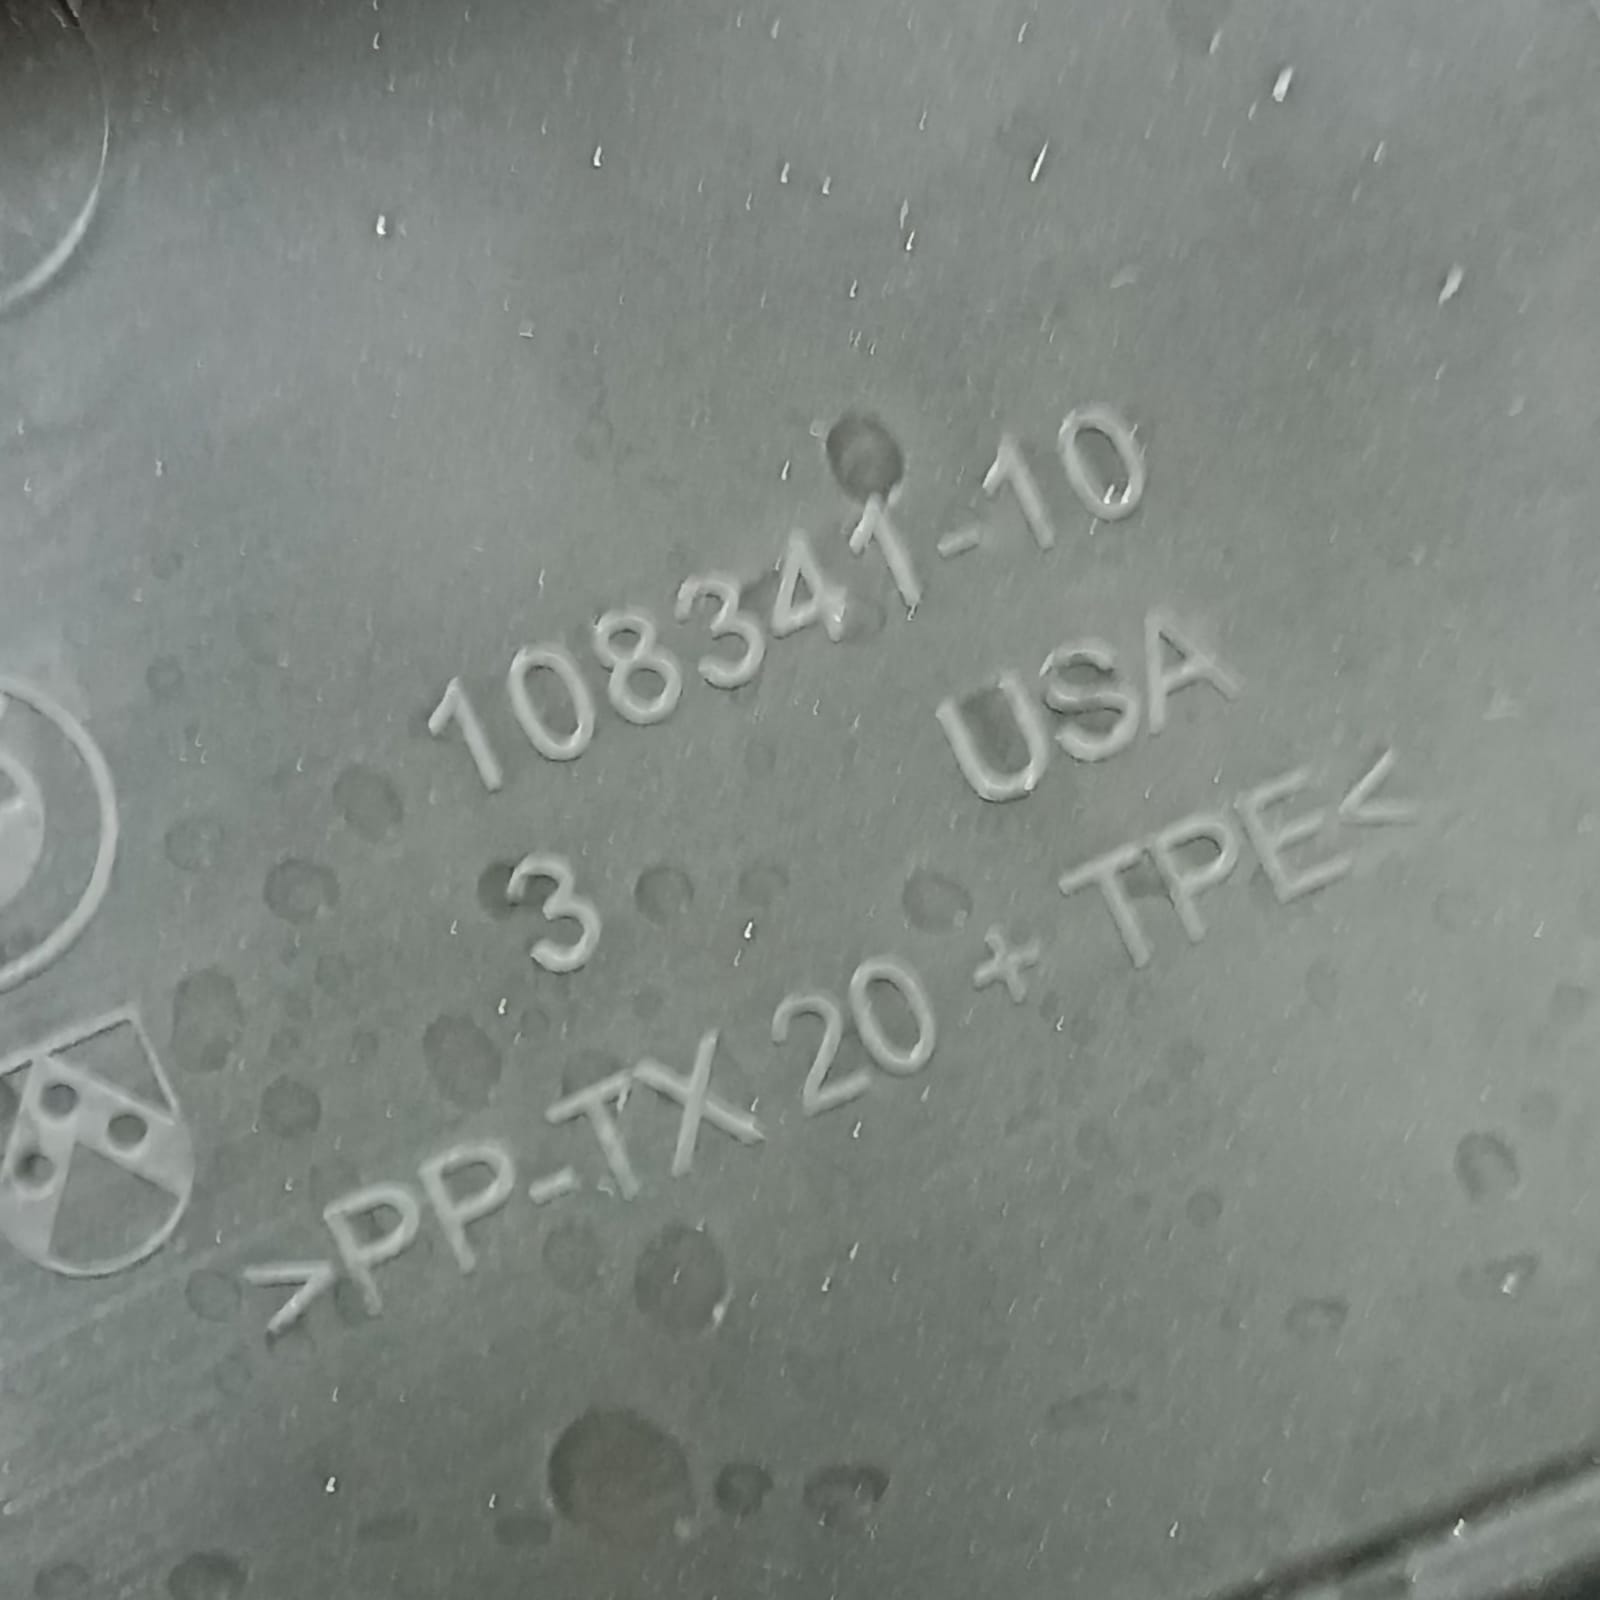 108341-10
USA
3
>PP-TX 20 + TPE<